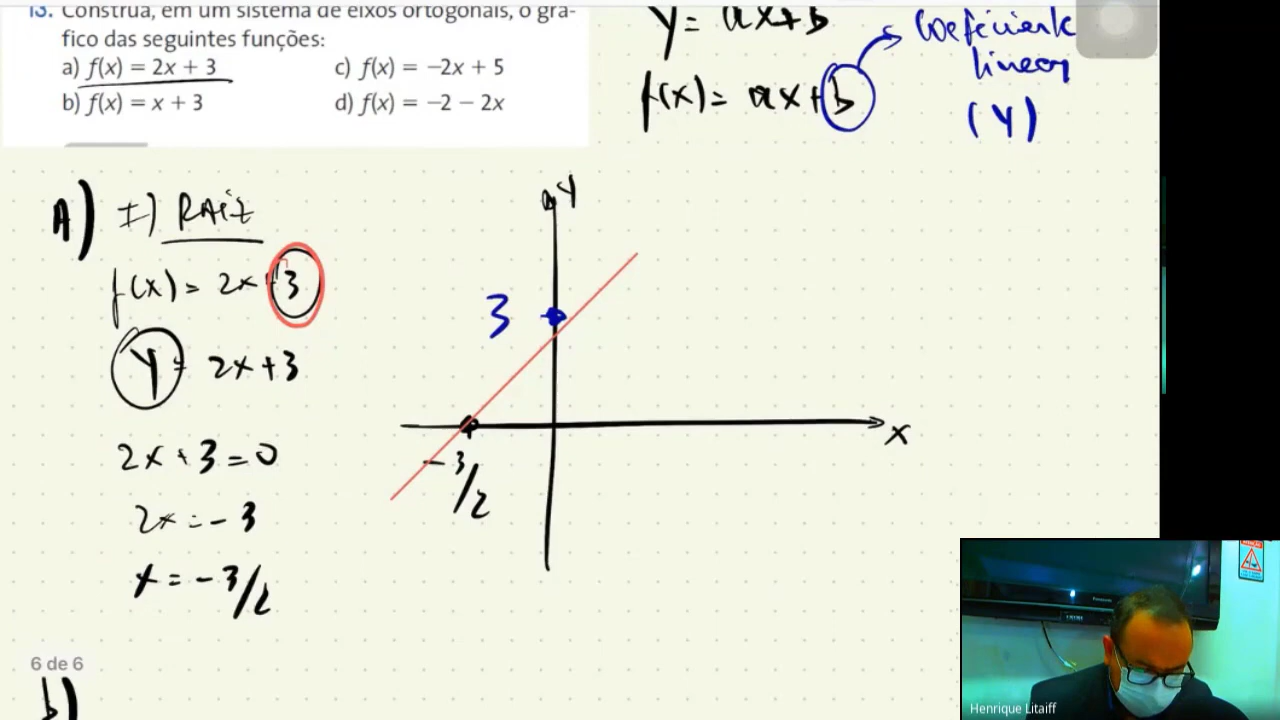 13. Construa, em um sistema de eixos ortogonais, o grá-
fico das seguintes funções:
a) f(x) = 2x + 3
c) f(x) = −2x + 5
b) f(x) = x + 3
d) f(x) = −2 − 2x
y = ax+b
f(x) = ax+b
Coeficiente
linear
(y)
A) I) RAIZ
f(x) = 2x+3
y = 2x+3
2x+3=0
2x=-3
x=-3/2
y
3
x
-3/2
6 de 6
b)
Henrique Litaiff